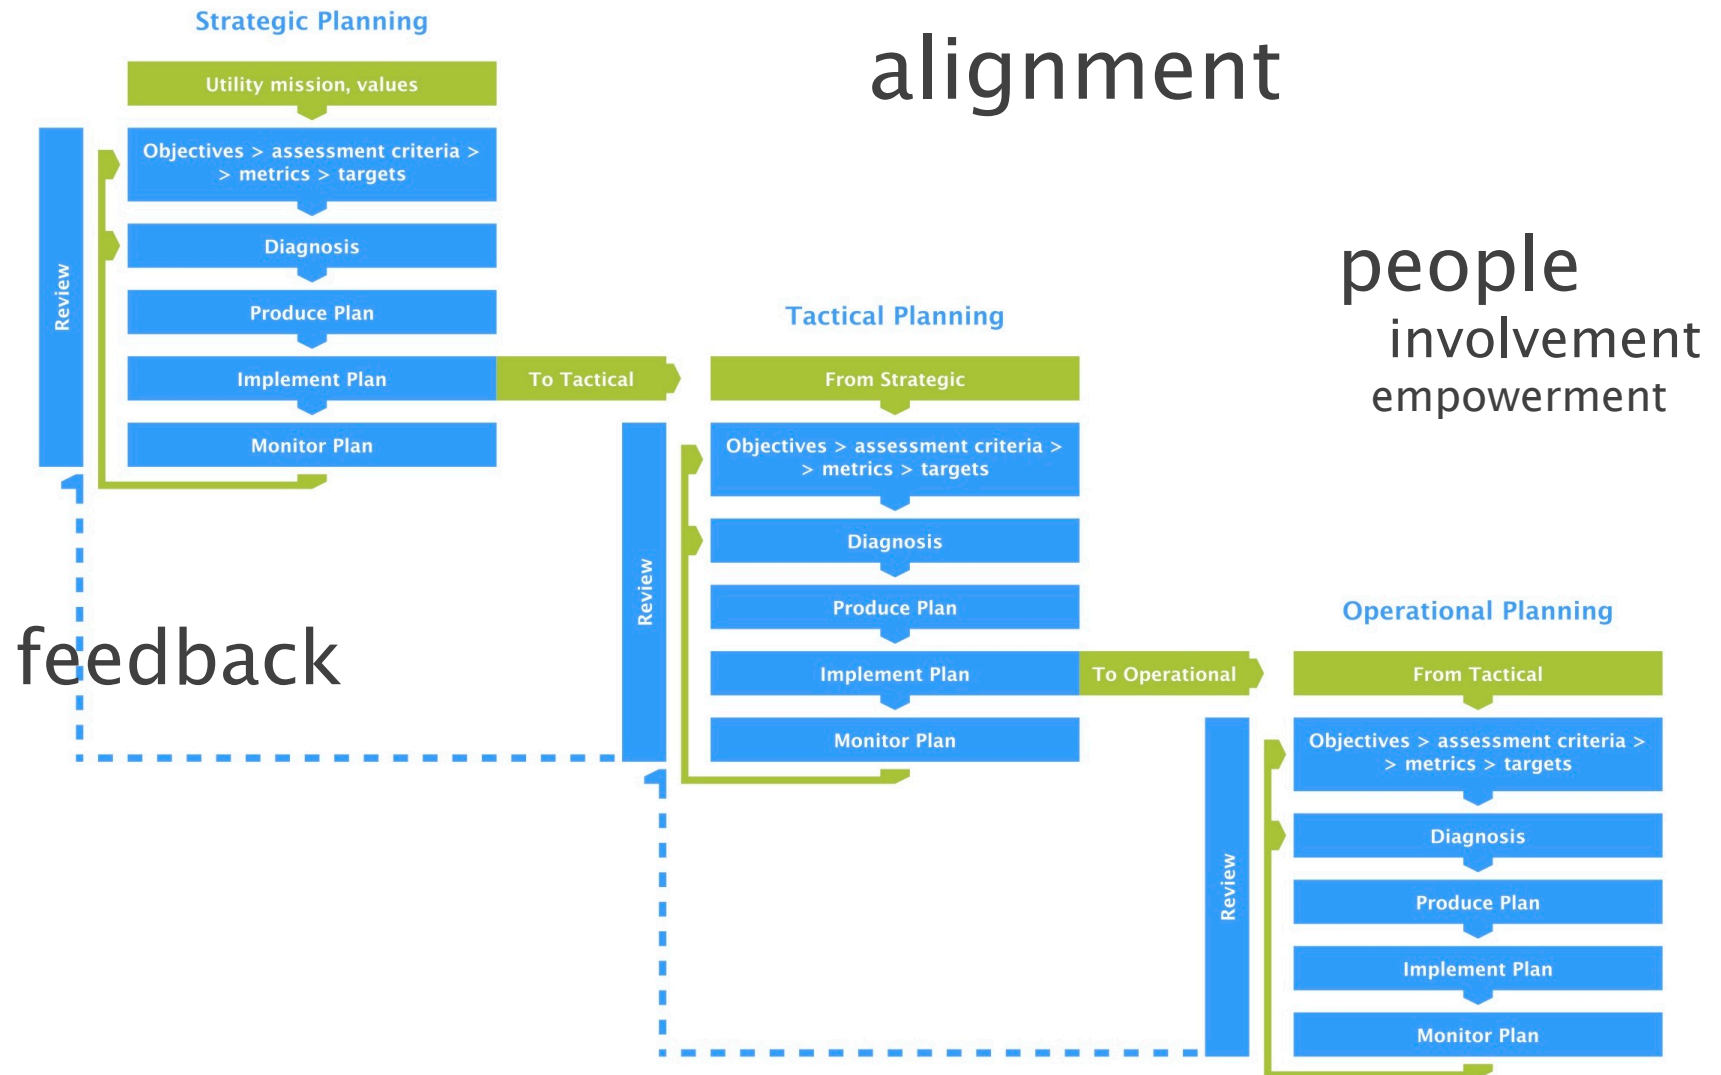 Strategic Planning
alignment
Utility mission, values
Objectives > assessment criteria >
> metrics > targets
Diagnosis
Produce Plan
Implement Plan
Monitor Plan
Review
To Tactical
people
involvement
empowerment
Tactical Planning
From Strategic
Objectives > assessment criteria >
> metrics > targets
Diagnosis
Produce Plan
Implement Plan
Monitor Plan
Review
To Operational
feedback
Operational Planning
From Tactical
Objectives > assessment criteria >
> metrics > targets
Diagnosis
Produce Plan
Implement Plan
Monitor Plan
Review